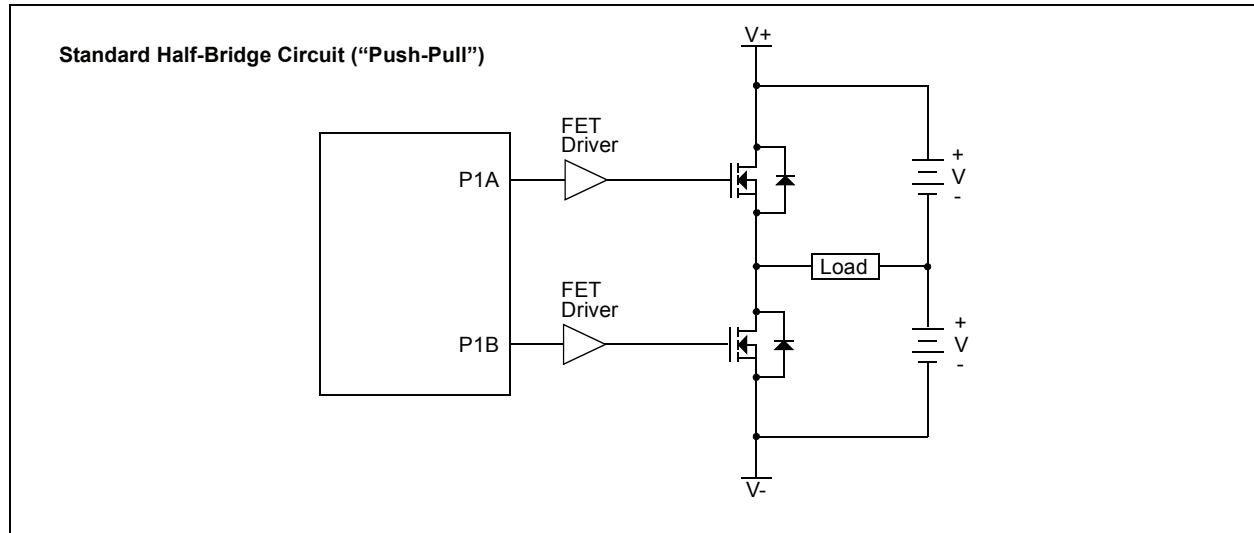 Standard Half-Bridge Circuit (“Push-Pull”)
V+
FET
Driver
P1A
+
V
-
Load
FET
Driver
P1B
+
V
-
V-